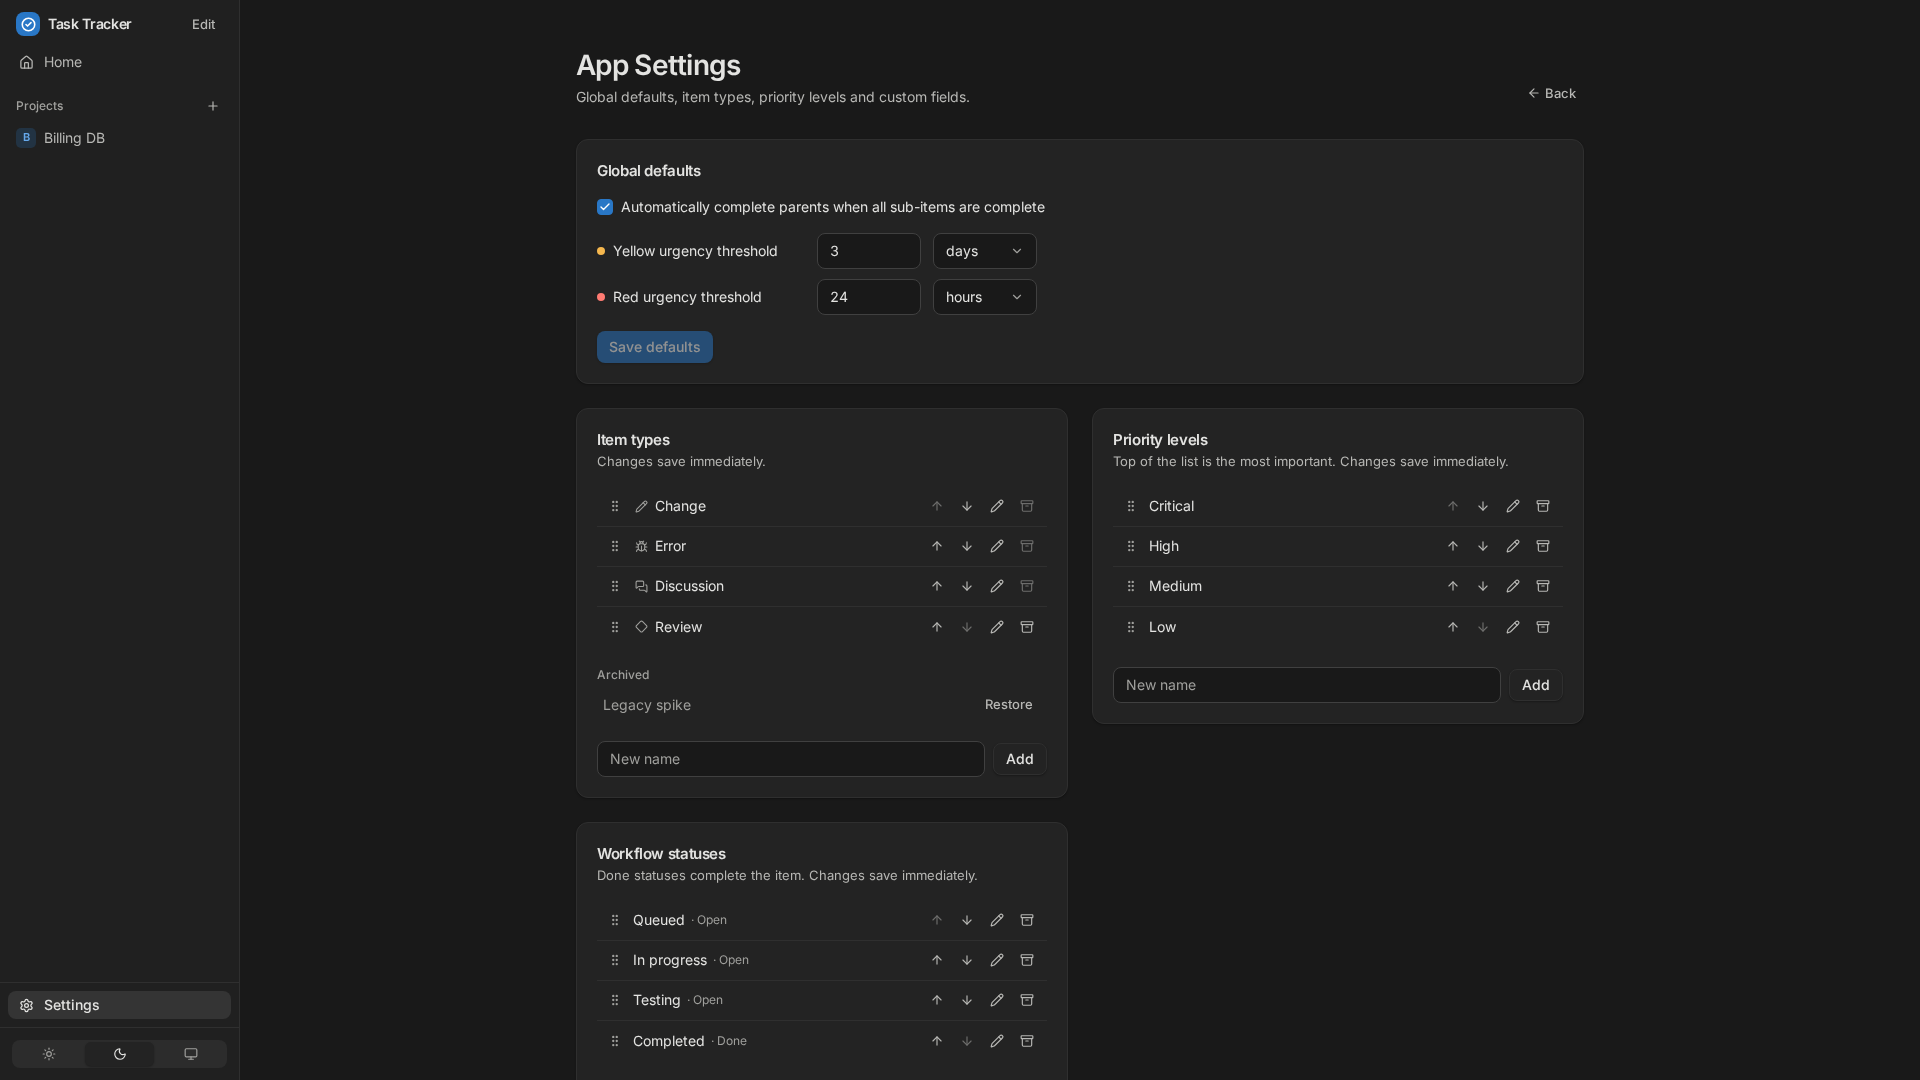 Task Tracker
Edit
Home
Projects
B
Billing DB
Settings
App Settings
Global defaults, item types, priority levels and custom fields.
Back
Global defaults
Automatically complete parents when all sub-items are complete
Yellow urgency threshold
3
days
Red urgency threshold
24
hours
Save defaults
Item types
Changes save immediately.
Change
Error
Discussion
Review
Archived
Legacy spike
Restore
New name
Add
Priority levels
Top of the list is the most important. Changes save immediately.
Critical
High
Medium
Low
New name
Add
Workflow statuses
Done statuses complete the item. Changes save immediately.
Queued · Open
In progress · Open
Testing · Open
Completed · Done